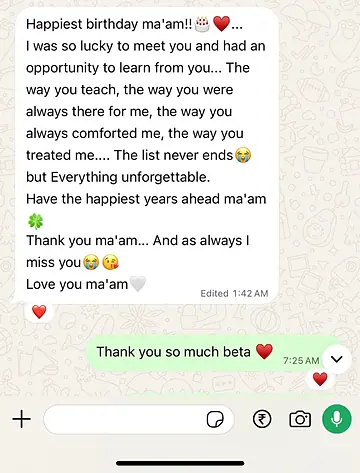 Happiest birthday ma'am!!🎂❤️...
I was so lucky to meet you and had an
opportunity to learn from you... The
way you teach, the way you were
always there for me, the way you
always comforted me, the way you
treated me.... The list never ends😭
but Everything unforgettable.
Have the happiest years ahead ma'am
🍀
Thank you ma'am... And as always I
miss you😭😘
Love you ma'am🤍
Edited 1:42 AM
❤️
Thank you so much beta ❤️
7:25 AM
❤️
₹